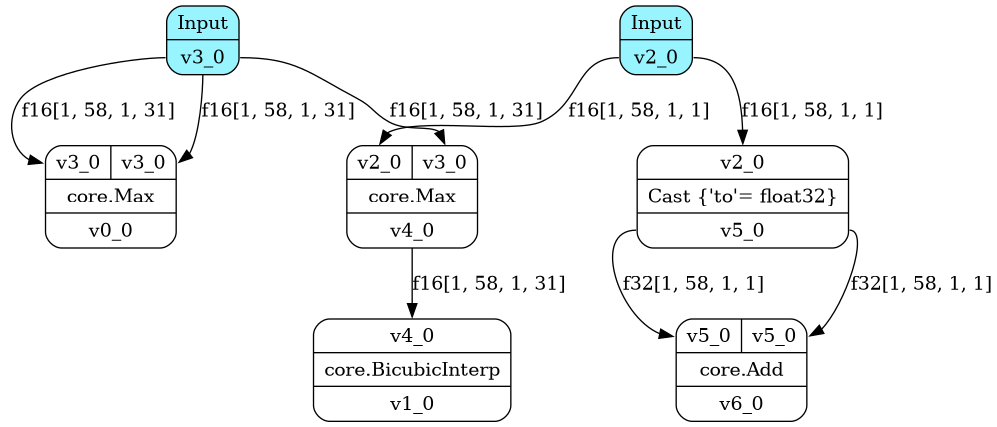 Input
v3_0
Input
v2_0
f16[1, 58, 1, 31]
f16[1, 58, 1, 31]
f16[1, 58, 1, 31]
f16[1, 58, 1, 1]
f16[1, 58, 1, 1]
v3_0 v3_0
core.Max
v0_0
v2_0 v3_0
core.Max
v4_0
v2_0
Cast {'to'= float32}
v5_0
f16[1, 58, 1, 31]
f32[1, 58, 1, 1]
f32[1, 58, 1, 1]
v4_0
core.BicubicInterp
v1_0
v5_0 v5_0
core.Add
v6_0